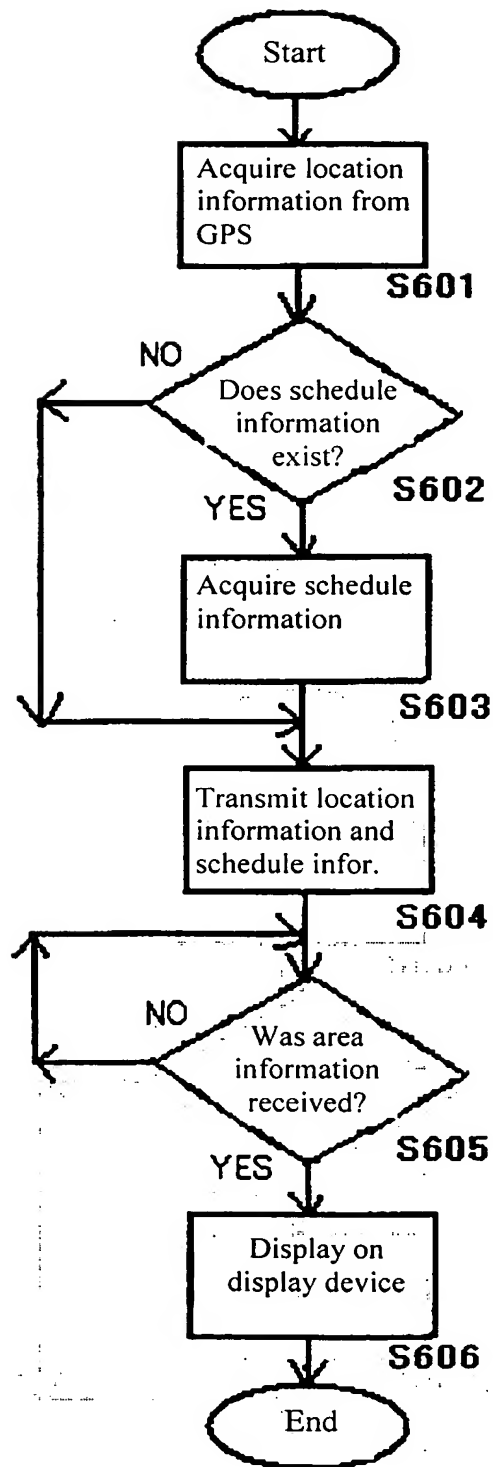 Start
Acquire location
information from
GPS
S601
NO
Does schedule
information
exist?
S602
YES
Acquire schedule
information
S603
Transmit location
information and
schedule infor.
S604
NO
Was area
information
received?
S605
YES
Display on
display device
S606
End